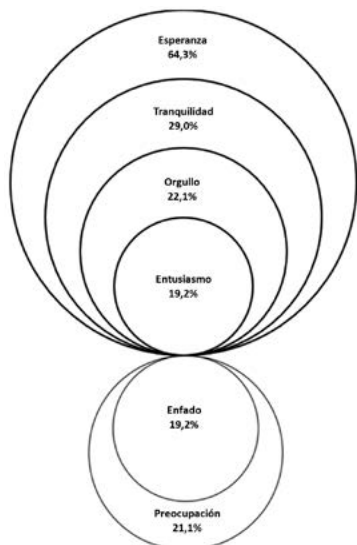 Esperanza
64,3%
Tranquilidad
29,0%
Orgullo
22,1%
Entusiasmo
19,2%
Enfado
19,2%
Preocupación
21,1%